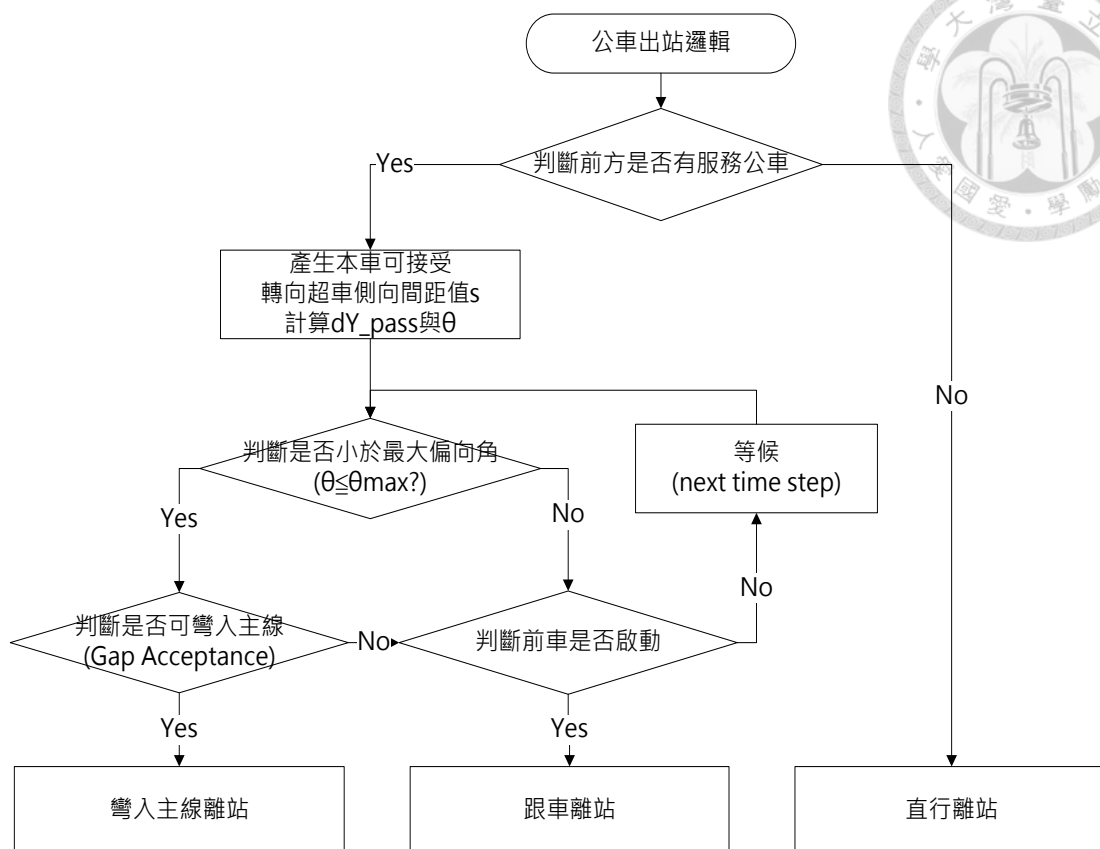 公車出站邏輯
判斷前方是否有服務公車
Yes
產生本車可接受
轉向超車側向間距值s
計算dY_pass與θ
No
判斷是否小於最大偏向角
(θ≦θmax?)
等候
(next time step)
Yes
No
No
判斷是否可彎入主線
(Gap Acceptance)
No
判斷前車是否啟動
Yes
Yes
彎入主線離站
跟車離站
直行離站